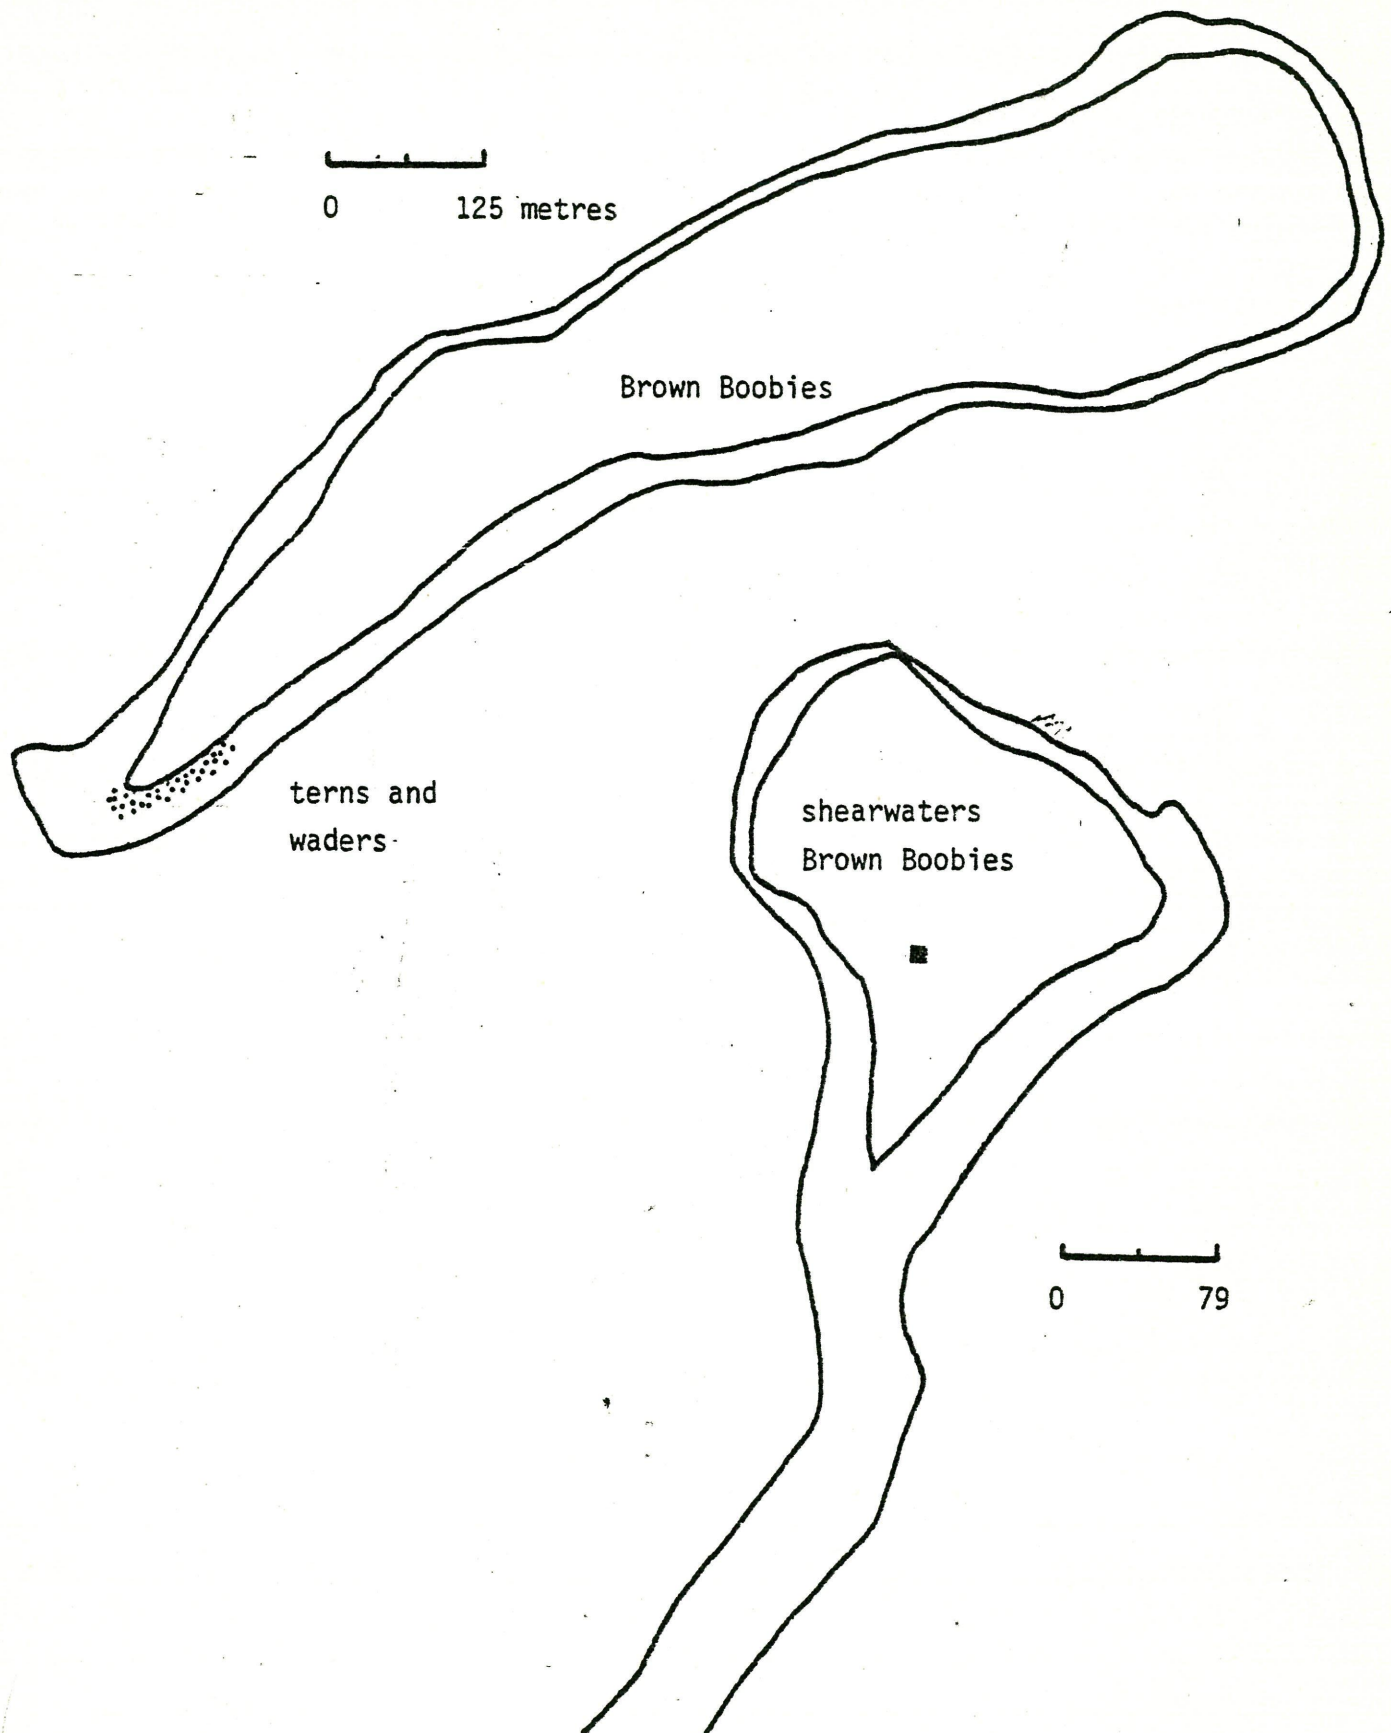 0 125 metres
Brown Boobies
terns and
waders
shearwaters
Brown Boobies
0 79